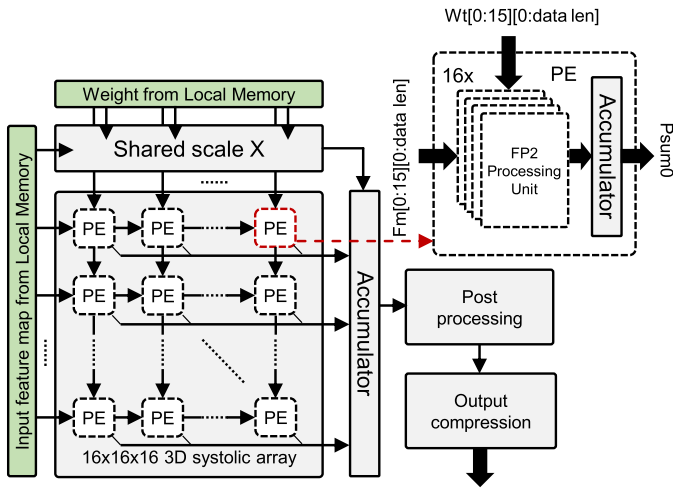 Wt[0:15][0:data len]
16x
PE
Fm[0:15][0:data len]
FP2
Processing
Unit
Accumulator
Psum0
Weight from Local Memory
Shared scale X
Input feature map from Local Memory
PE
PE
PE
PE
PE
PE
PE
PE
PE
16x16x16 3D systolic array
Accumulator
Post
processing
Output
compression